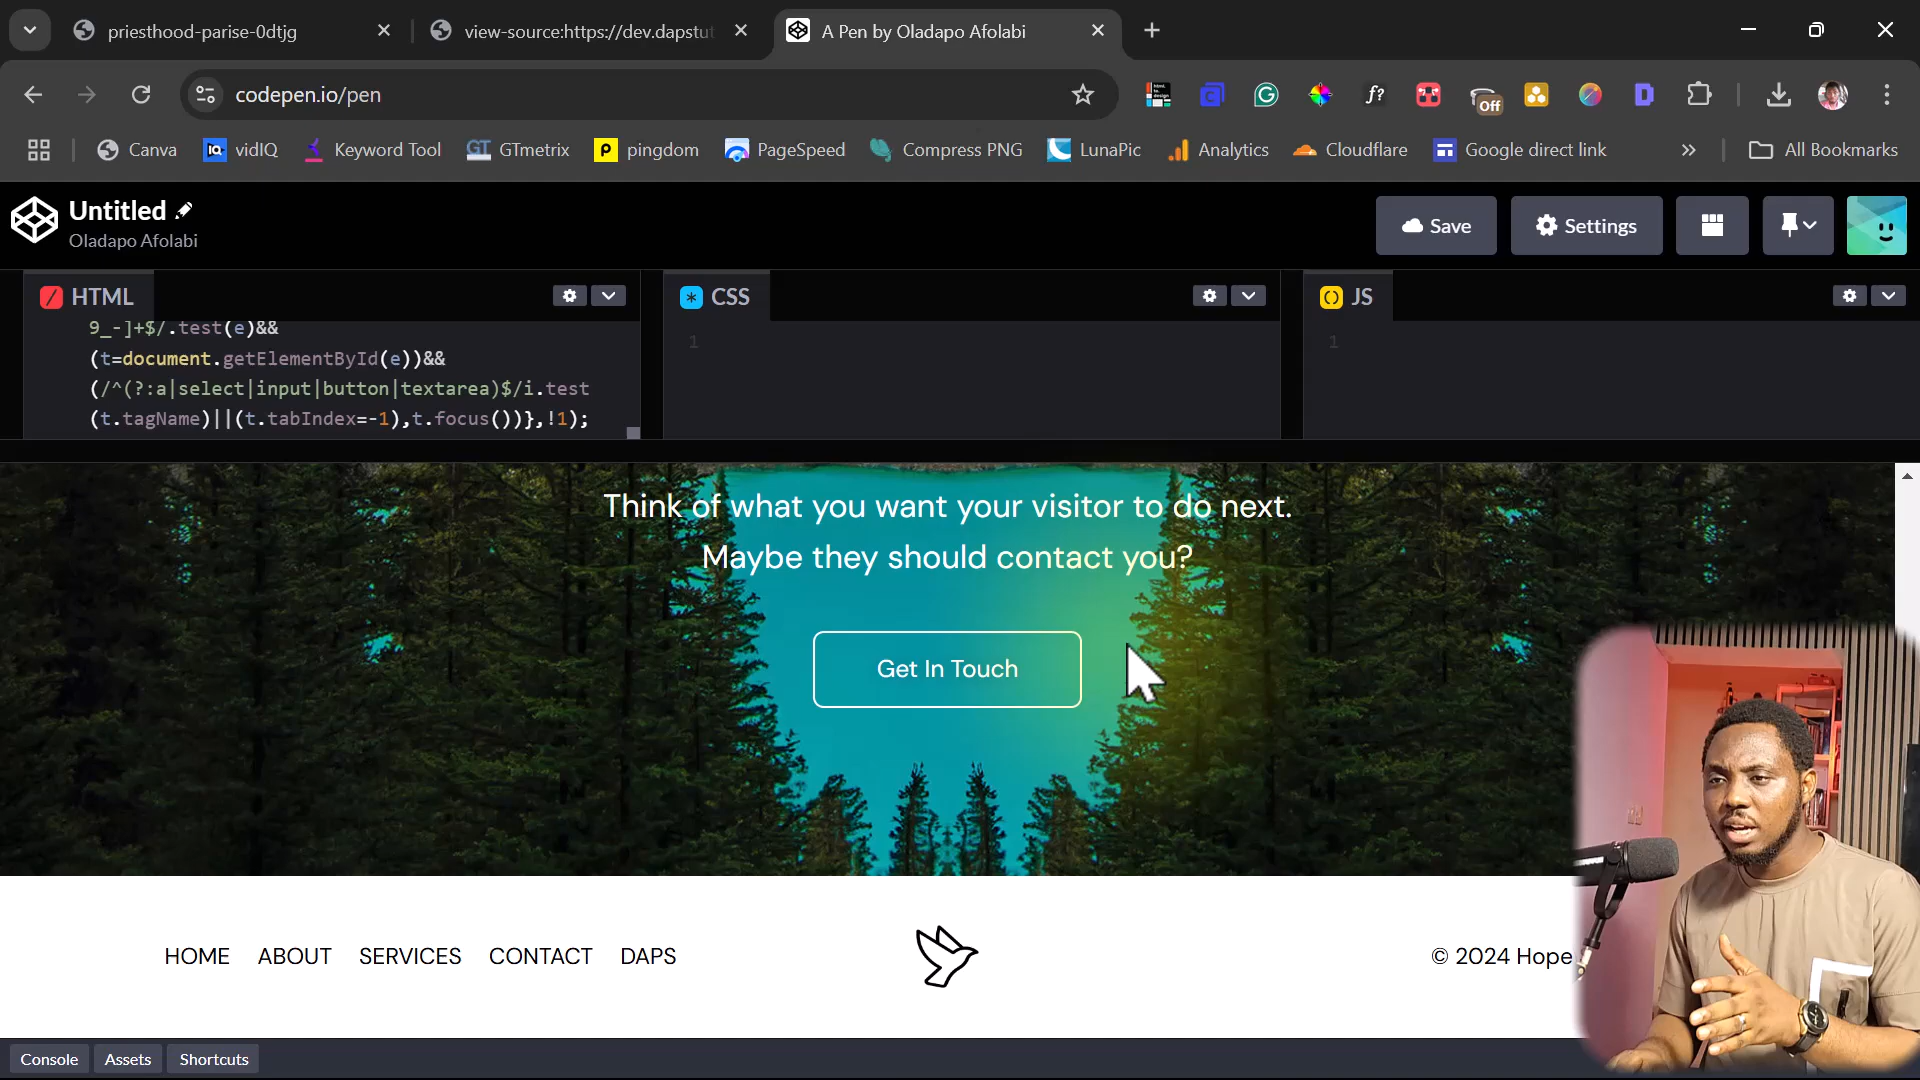 priesthood-parise-0dtjg
view-source:https://dev.dapstut
A Pen by Oladapo Afolabi
codepen.io/pen
f?
Off
D
Canva
IQ
vidIQ
Keyword Tool
GT
GTmetrix
p
pingdom
PageSpeed
Compress PNG
LunaPic
Analytics
Cloudflare
Google direct link
»
All Bookmarks
Untitled
Oladapo Afolabi
Save
Settings
HTML
CSS
JS
9_-]+$/.test(e)&&
(t=document.getElementById(e))&&
(/^(?:a|select|input|button|textarea)$/i.test
(t.tagName)||(t.tabIndex=-1),t.focus())},!1);
1
1
Think of what you want your visitor to do next.
Maybe they should contact you?
Get In Touch
HOME ABOUT SERVICES CONTACT DAPS
© 2024 Hope
Console
Assets
Shortcuts